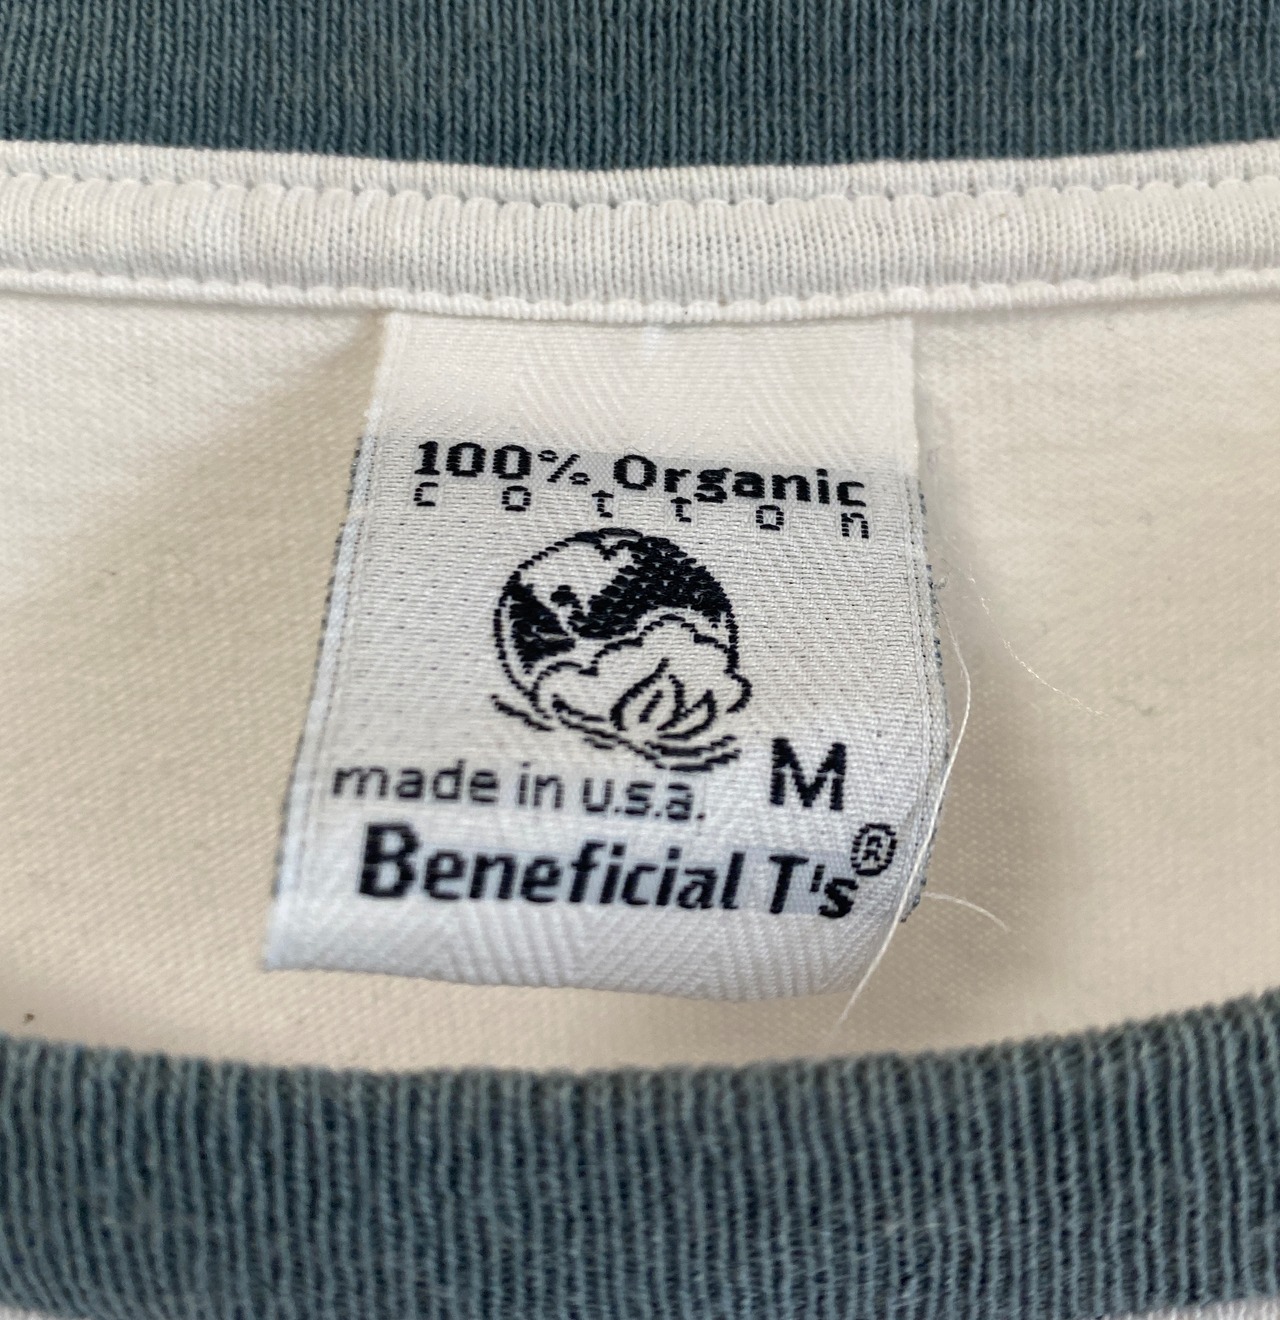 100% Organic
cotton
made in u.s.a. M
Beneficial T's®